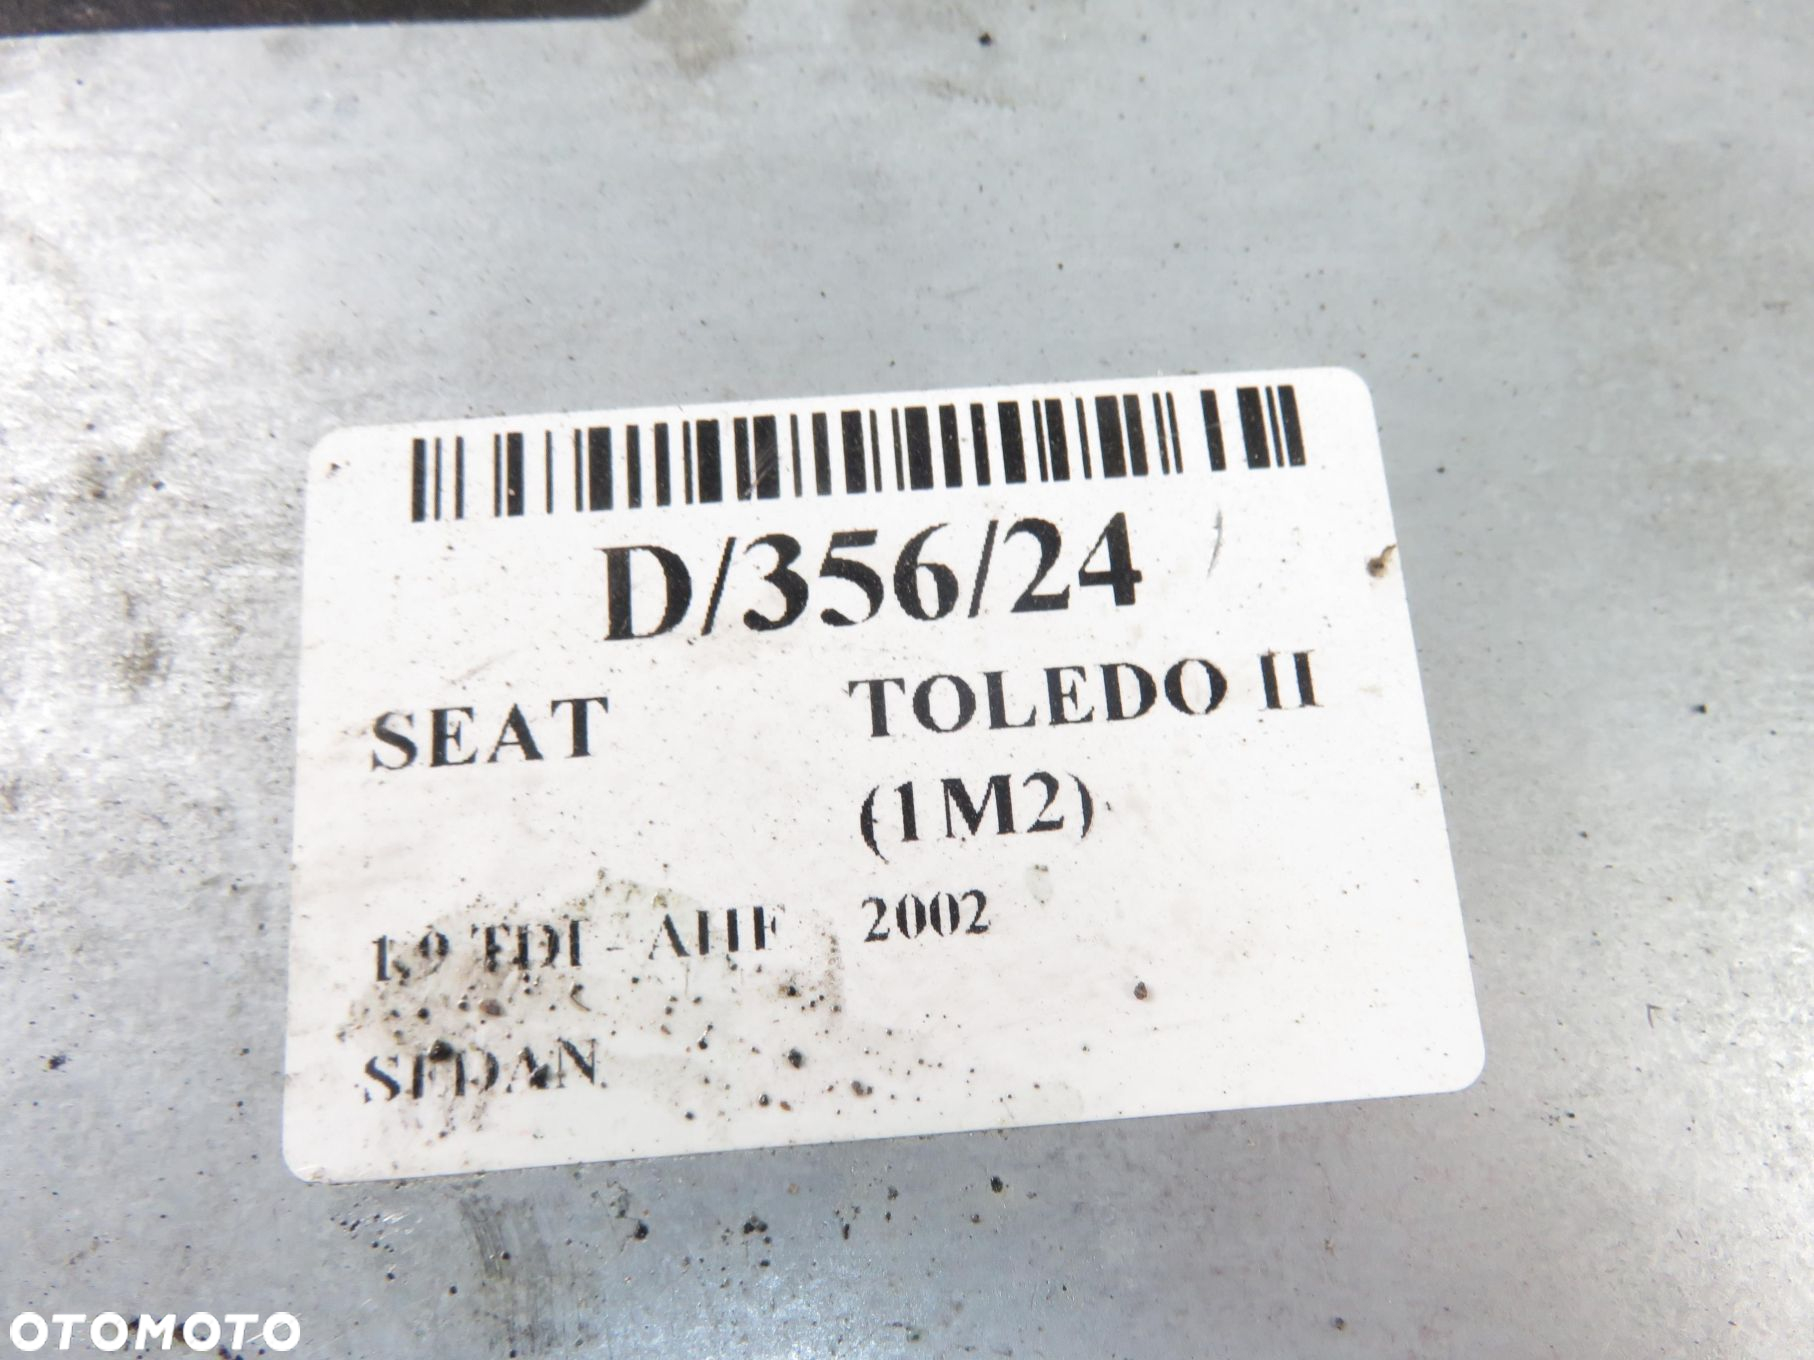 D/356/24
SEAT TOLEDO II
(1M2)
1.9 TDI - AHF 2002
SEDAN
OTOMOTO